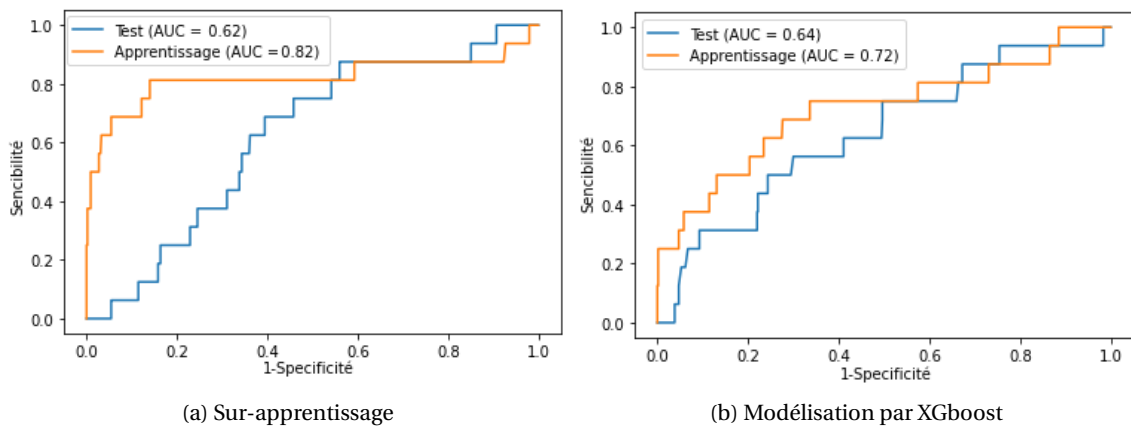 Test (AUC = 0.62)
Apprentissage (AUC = 0.82)
1.0
0.8
0.6
0.4
0.2
0.0
Sencibilité
0.0 0.2 0.4 0.6 0.8 1.0
1-Specificité
(a) Sur-apprentissage
Test (AUC = 0.64)
Apprentissage (AUC = 0.72)
1.0
0.8
0.6
0.4
0.2
0.0
Sencibilité
0.0 0.2 0.4 0.6 0.8 1.0
1-Specificité
(b) Modélisation par XGboost